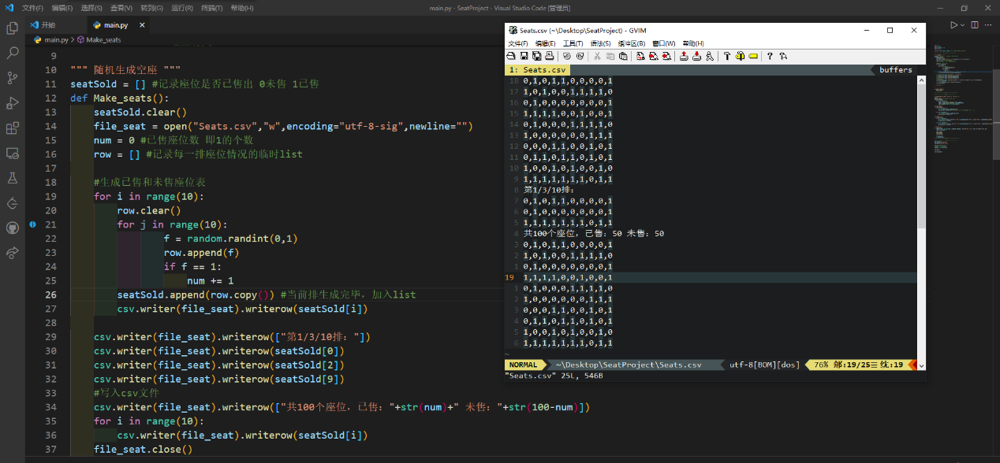 文件(F) 编辑(E) 选择(S) 查看(V) 转到(G) 运行(R) 终端(T) 帮助(H)
main.py - SeatProject - Visual Studio Code [管理员]
开始
main.py
main.py > Make_seats
9
10 """ 随机生成空座 """
11 seatSold = [] #记录座位是否已售出 0未售 1已售
12 def Make_seats():
13 seatSold.clear()
14 file_seat = open("Seats.csv","w",encoding="utf-8-sig",newline="")
15 num = 0 #已售座位数 即1的个数
16 row = [] #记录每一排座位情况的临时list
17
18 #生成已售和未售座位表
19 for i in range(10):
20 row.clear()
21 for j in range(10):
22 f = random.randint(0,1)
23 row.append(f)
24 if f == 1:
25 num += 1
26 seatSold.append(row.copy()) #当前排生成完毕，加入list
27 csv.writer(file_seat).writerow(seatSold[i])
28
29 csv.writer(file_seat).writerow(["第1/3/10排："])
30 csv.writer(file_seat).writerow(seatSold[0])
31 csv.writer(file_seat).writerow(seatSold[2])
32 csv.writer(file_seat).writerow(seatSold[9])
33 #写入csv文件
34 csv.writer(file_seat).writerow(["共100个座位，已售："+str(num)+" 未售："+str(100-num)])
35 for i in range(10):
36 csv.writer(file_seat).writerow(seatSold[i])
37 file_seat.close()
Seats.csv (~\Desktop\SeatProject) - GVIM
文件(F) 编辑(E) 工具(T) 语法(S) 缓冲区(B) 窗口(W) 帮助(H)
1: Seats.csv
buffers
18 0,1,0,1,1,0,0,0,0,1
17 1,0,1,0,0,1,1,1,1,0
16 0,1,0,0,0,0,0,0,0,1
15 1,1,1,1,0,0,1,0,0,1
14 0,1,0,0,0,1,1,1,1,0
13 1,0,0,0,0,0,0,1,1,1
12 0,0,0,1,1,0,0,1,0,1
11 0,1,1,0,1,1,0,1,0,1
10 1,0,0,1,0,1,0,0,1,0
9 1,1,1,1,1,1,1,0,1,1
8 第1/3/10排：
7 0,1,0,1,1,0,0,0,0,1
6 0,1,0,0,0,0,0,0,0,1
5 1,1,1,1,1,1,1,0,1,1
4 共100个座位，已售：50 未售：50
3 0,1,0,1,1,0,0,0,0,1
2 1,0,1,0,0,1,1,1,1,0
1 0,1,0,0,0,0,0,0,0,1
19 1,1,1,1,0,0,1,0,0,1
1 0,1,0,0,0,1,1,1,1,0
2 1,0,0,0,0,0,0,1,1,1
3 0,0,0,1,1,0,0,1,0,1
4 0,1,1,0,1,1,0,1,0,1
5 1,0,0,1,0,1,0,0,1,0
6 1,1,1,1,1,1,1,0,1,1
~
NORMAL ~\Desktop\SeatProject\Seats.csv utf-8[BOM][dos] 76% :19/25 :19
"Seats.csv" 25L, 546B